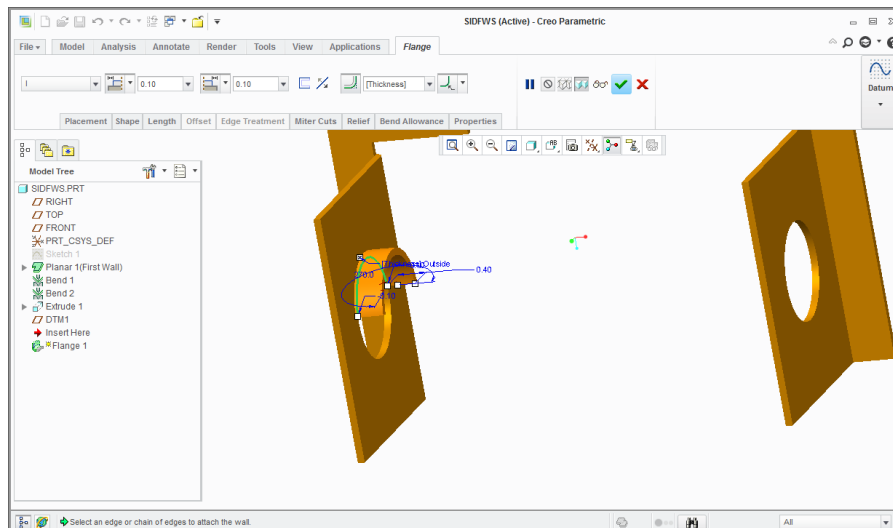 SIDFWS (Active) - Creo Parametric
File Model Analysis Annotate Render Tools View Applications Flange
I 0.10 0.10 [Thickness]
Datum
Placement Shape Length Offset Edge Treatment Miter Cuts Relief Bend Allowance Properties
Model Tree
SIDFWS.PRT
RIGHT
TOP
FRONT
PRT_CSYS_DEF
Sketch 1
Planar 1(First Wall)
Bend 1
Bend 2
Extrude 1
DTM1
Insert Here
Flange 1
0.40
0.10
Select an edge or chain of edges to attach the wall.
All